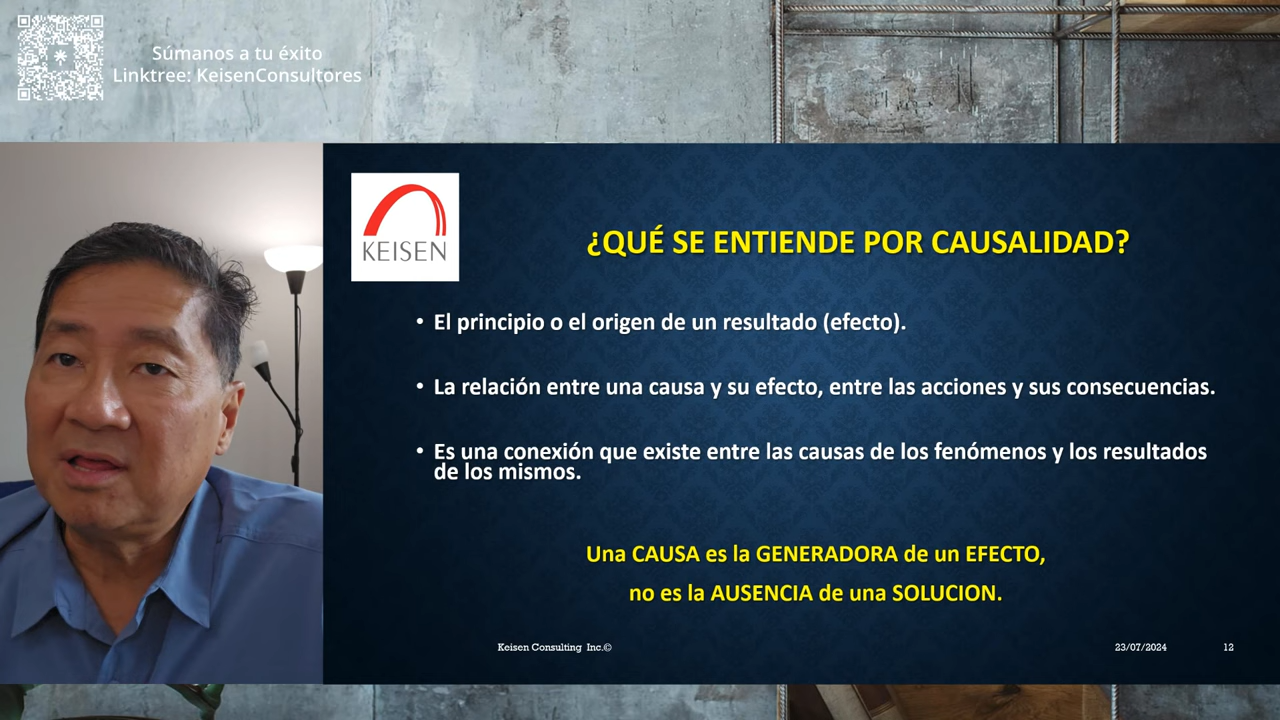 Súmanos a tu éxito
Linktree: KeisenConsultores
KEISEN
¿QUÉ SE ENTIENDE POR CAUSALIDAD?
• El principio o el origen de un resultado (efecto).
• La relación entre una causa y su efecto, entre las acciones y sus consecuencias.
• Es una conexión que existe entre las causas de los fenómenos y los resultados
de los mismos.
Una CAUSA es la GENERADORA de un EFECTO,
no es la AUSENCIA de una SOLUCION.
Keisen Consulting Inc.©
23/07/2024
12